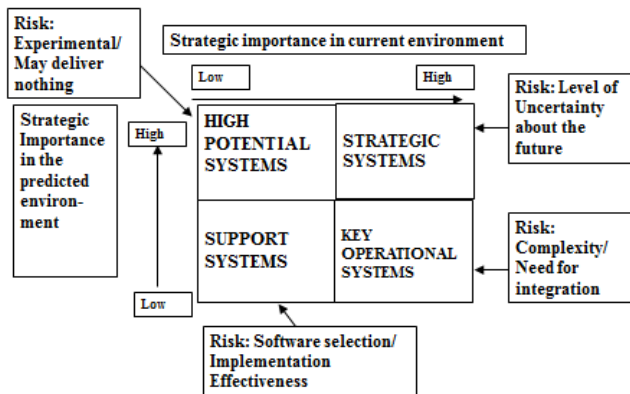 Risk:
Experimental/
May deliver
nothing
Strategic importance in current environment
Low
High
Risk: Level of
Uncertainty
about the
future
Strategic
Importance
in the
predicted
environ-
ment
High
HIGH
POTENTIAL
SYSTEMS
STRATEGIC
SYSTEMS
SUPPORT
SYSTEMS
KEY
OPERATIONAL
SYSTEMS
Risk:
Complexity/
Need for
integration
Low
Risk: Software selection/
Implementation
Effectiveness